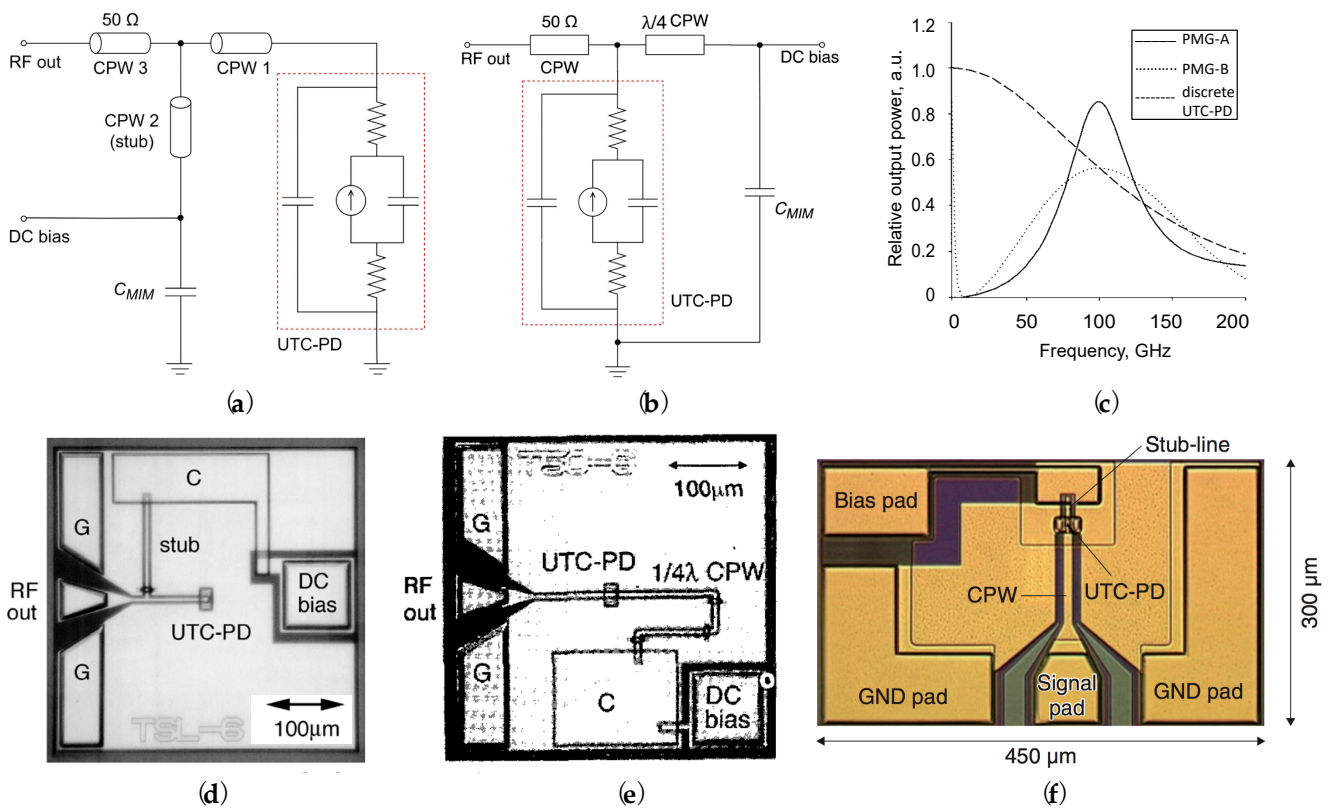 50 Ω
RF out
CPW 3
CPW 1
CPW 2
(stub)
DC bias
C_MIM
UTC-PD
(a)
50 Ω
λ/4 CPW
RF out
CPW
DC bias
C_MIM
UTC-PD
(b)
Relative output power, a.u.
1.2
1.0
0.8
0.6
0.4
0.2
0
0
50
100
150
200
Frequency, GHz
PMG-A
PMG-B
discrete
UTC-PD
(c)
C
G
stub
RF
out
DC
bias
UTC-PD
G
TSL-6
100μm
(d)
100μm
G
UTC-PD
1/4λ CPW
RF
out
G
C
DC
bias
(e)
Stub-line
Bias pad
CPW
UTC-PD
GND pad
Signal
pad
GND pad
300 μm
450 μm
(f)